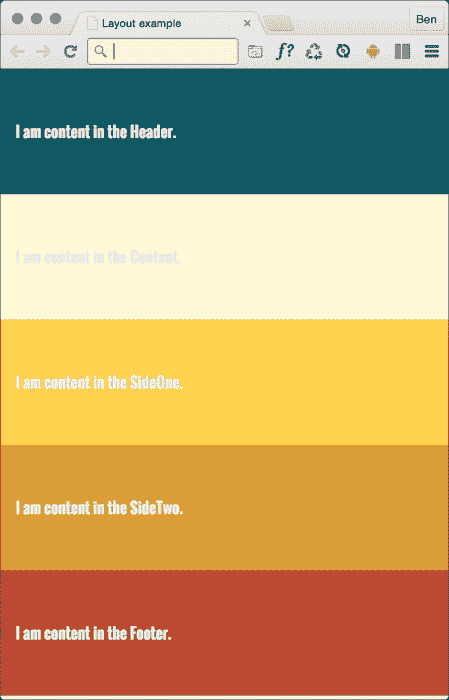 Layout example
Ben
f?
I am content in the Header.
I am content in the Content.
I am content in the SideOne.
I am content in the SideTwo.
I am content in the Footer.